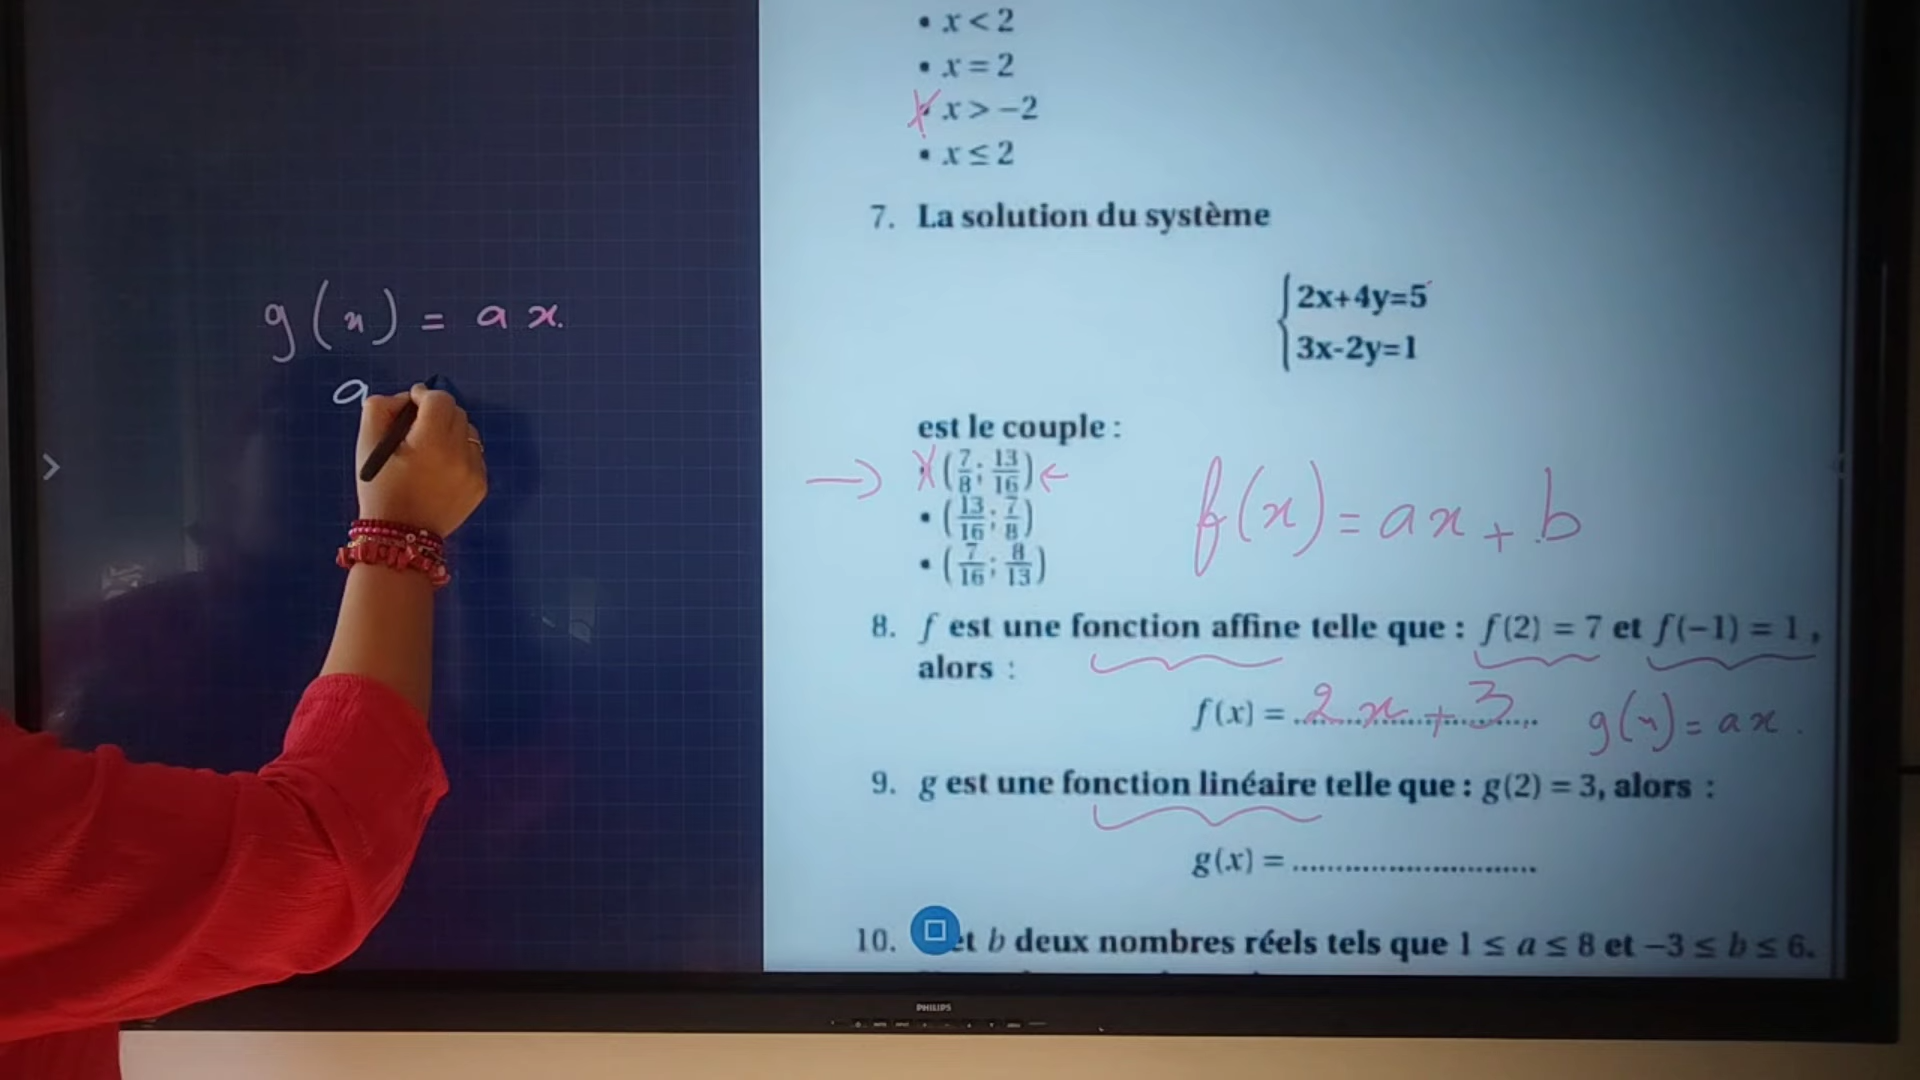 g(x) = ax.
a
• x < 2
• x = 2
x > −2
• x ≤ 2
7. La solution du système
2x+4y=5
3x-2y=1
est le couple :
→ X (7/8 ; 13/16) ←
• (13/16 ; 7/8)
• (7/16 ; 8/13)
f(x) = ax + b
8. f est une fonction affine telle que : f(2) = 7 et f(−1) = 1 ,
alors :
f(x) = 2x + 3
g(x) = ax .
9. g est une fonction linéaire telle que : g(2) = 3, alors :
g(x) = ............................
10. et b deux nombres réels tels que 1 ≤ a ≤ 8 et −3 ≤ b ≤ 6.
PHILIPS